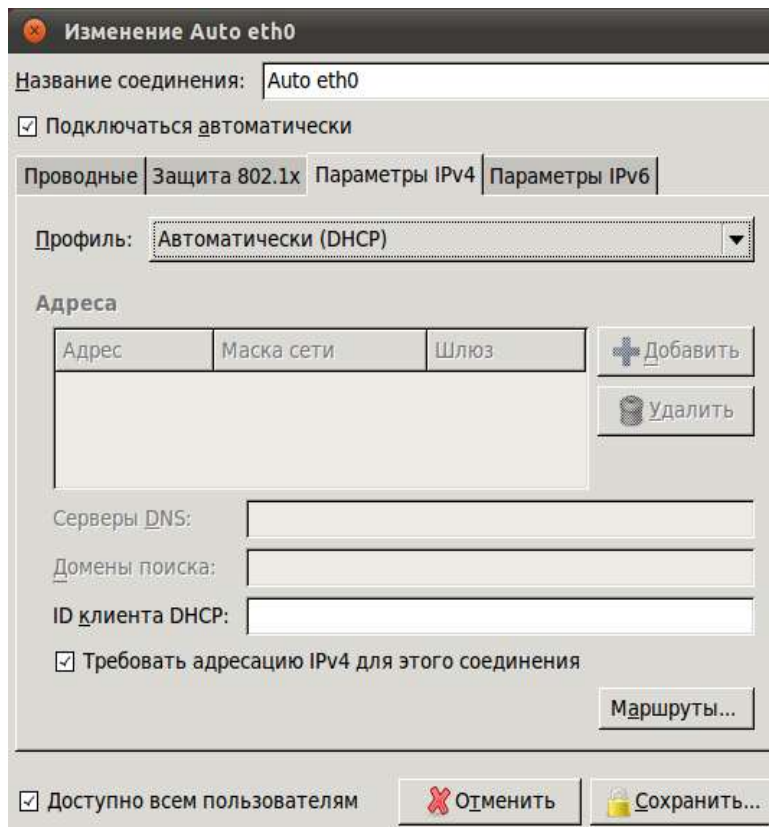 Изменение Auto eth0
Название соединения: Auto eth0
Подключаться автоматически
Проводные Защита 802.1x Параметры IPv4 Параметры IPv6
Профиль: Автоматически (DHCP)
Адреса
Адрес Маска сети Шлюз Добавить
Удалить
Серверы DNS:
Домены поиска:
ID клиента DHCP:
Требовать адресацию IPv4 для этого соединения
Маршруты...
Доступно всем пользователям Отменить Сохранить...